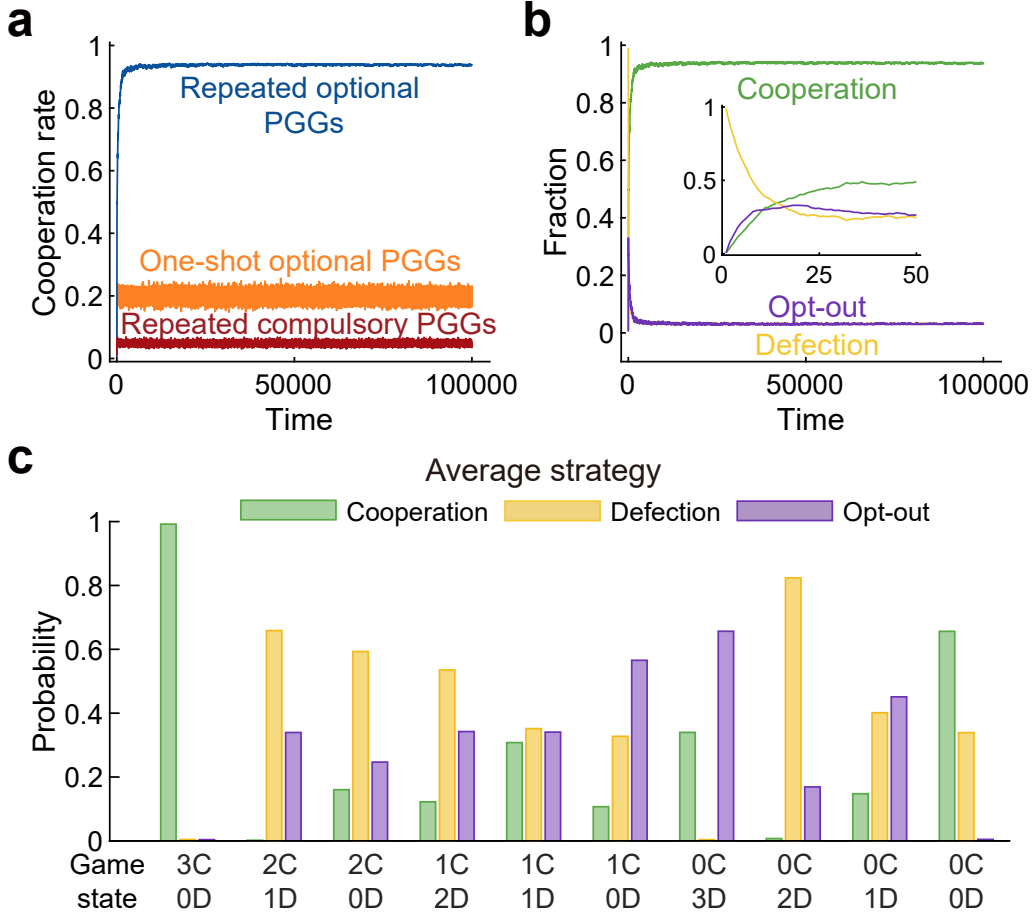 a
1
0.8
0.6
0.4
0.2
0
Cooperation rate
Repeated optional
PGGs
One-shot optional PGGs
Repeated compulsory PGGs
0
500000
100000
Time
b
1
0.8
0.6
0.4
0.2
0
Fraction
Cooperation
1
0.5
0
0
25
50
Opt-out
Defection
0
50000
100000
Time
c
Average strategy
Cooperation
Defection
Opt-out
1
0.8
0.6
0.4
0.2
0
Probability
Game 3C 2C 2C 1C 1C 1C 0C 0C 0C 0C
state 0D 1D 0D 2D 1D 0D 3D 2D 1D 0D